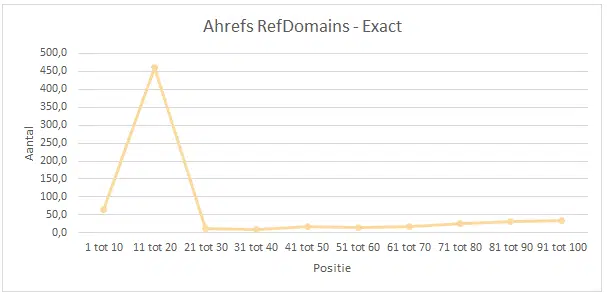 Ahrefs RefDomains - Exact
500,0
450,0
400,0
350,0
300,0
250,0
200,0
150,0
100,0
50,0
0,0
Aantal
1 tot 10 11 tot 20 21 tot 30 31 tot 40 41 tot 50 51 tot 60 61 tot 70 71 tot 80 81 tot 90 91 tot 100
Positie